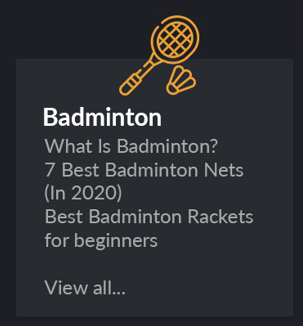 Badminton
What Is Badminton?
7 Best Badminton Nets
(In 2020)
Best Badminton Rackets
for beginners
View all...